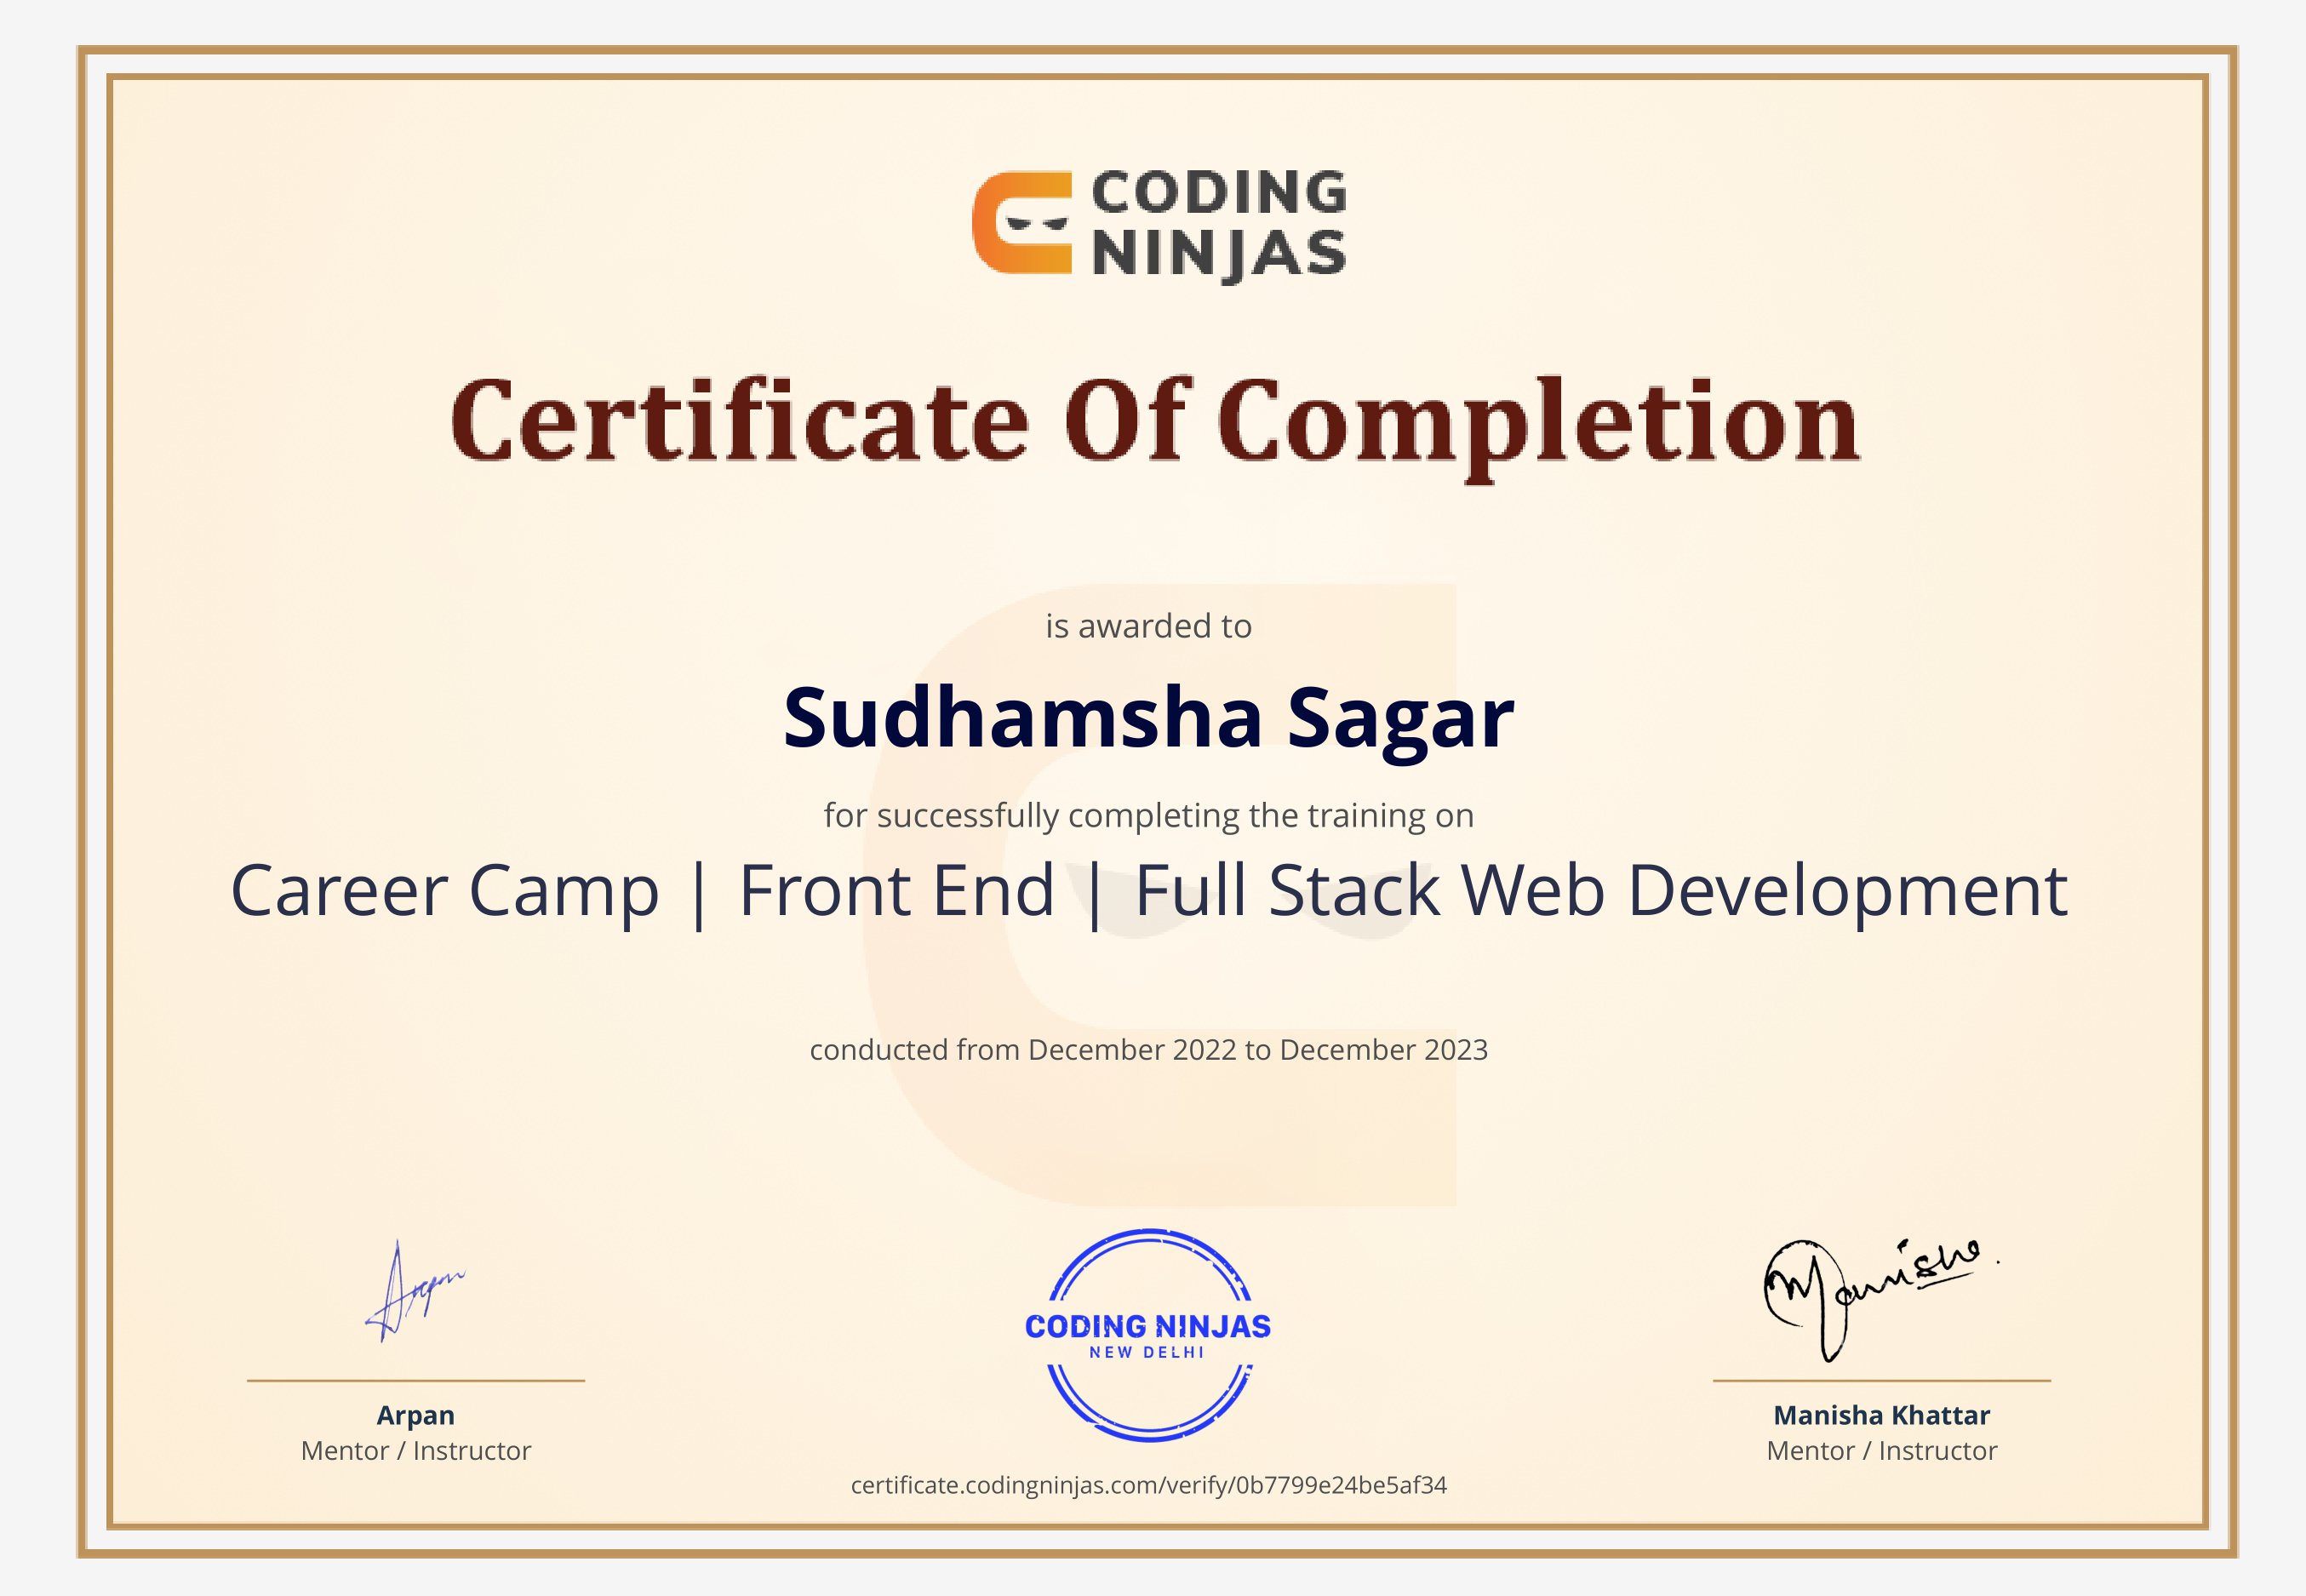 CODING
NINJAS
Certificate Of Completion
is awarded to
Sudhamsha Sagar
for successfully completing the training on
Career Camp | Front End | Full Stack Web Development
conducted from December 2022 to December 2023
Arpan
Manisha
CODING NINJAS
NEW DELHI
Arpan
Mentor / Instructor
Manisha Khattar
Mentor / Instructor
certificate.codingninjas.com/verify/0b7799e24be5af34